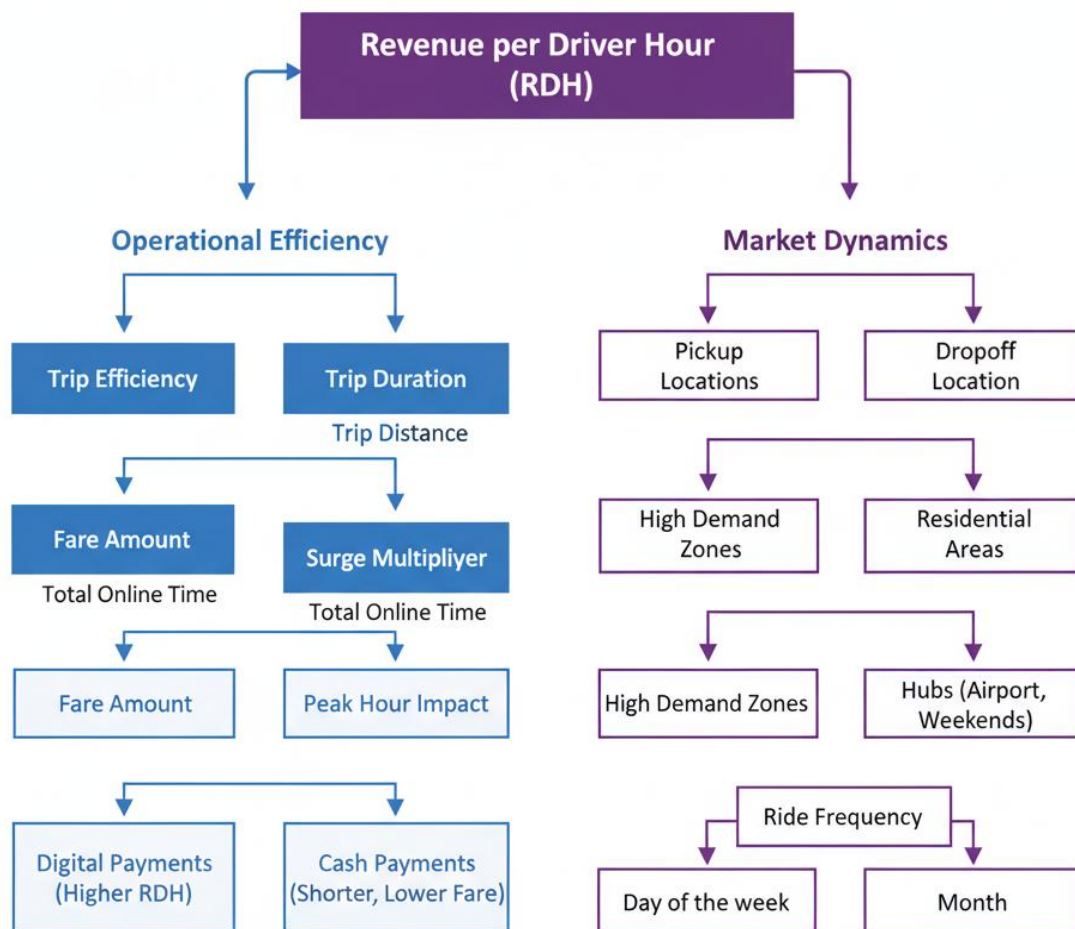 Revenue per Driver Hour
(RDH)
Operational Efficiency
Market Dynamics
Trip Efficiency
Trip Duration
Trip Distance
Pickup
Locations
Dropoff
Location
Fare Amount
Total Online Time
Surge Multipliyer
Total Online Time
High Demand
Zones
Residential
Areas
Fare Amount
Peak Hour Impact
High Demand Zones
Hubs (Airport,
Weekends)
Digital Payments
(Higher RDH)
Cash Payments
(Shorter, Lower Fare)
Ride Frequency
Day of the week
Month